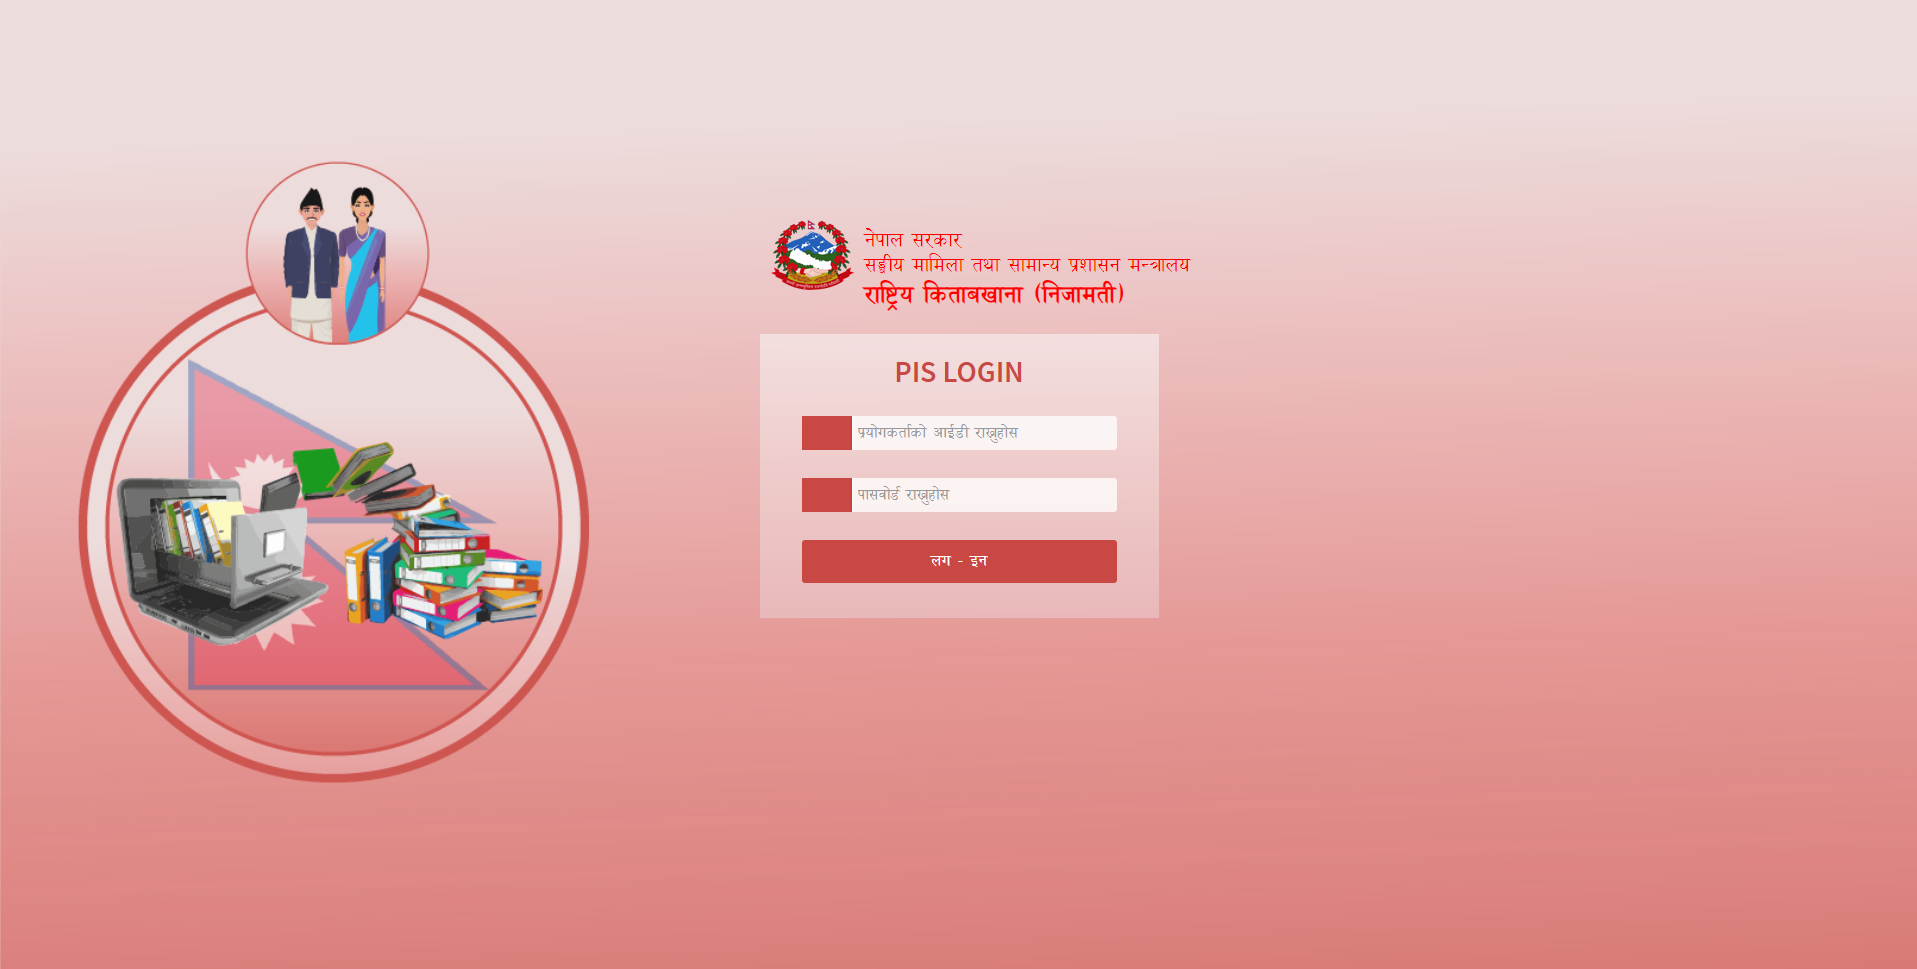 नेपाल सरकार
सङ्घीय मामिला तथा सामान्य प्रशासन मन्त्रालय
राष्ट्रिय किताबखाना (निजामती)
PIS LOGIN
प्रयोगकर्ताको आईडी राख्नुहोस
पासवोर्ड राख्नुहोस
लग - इन